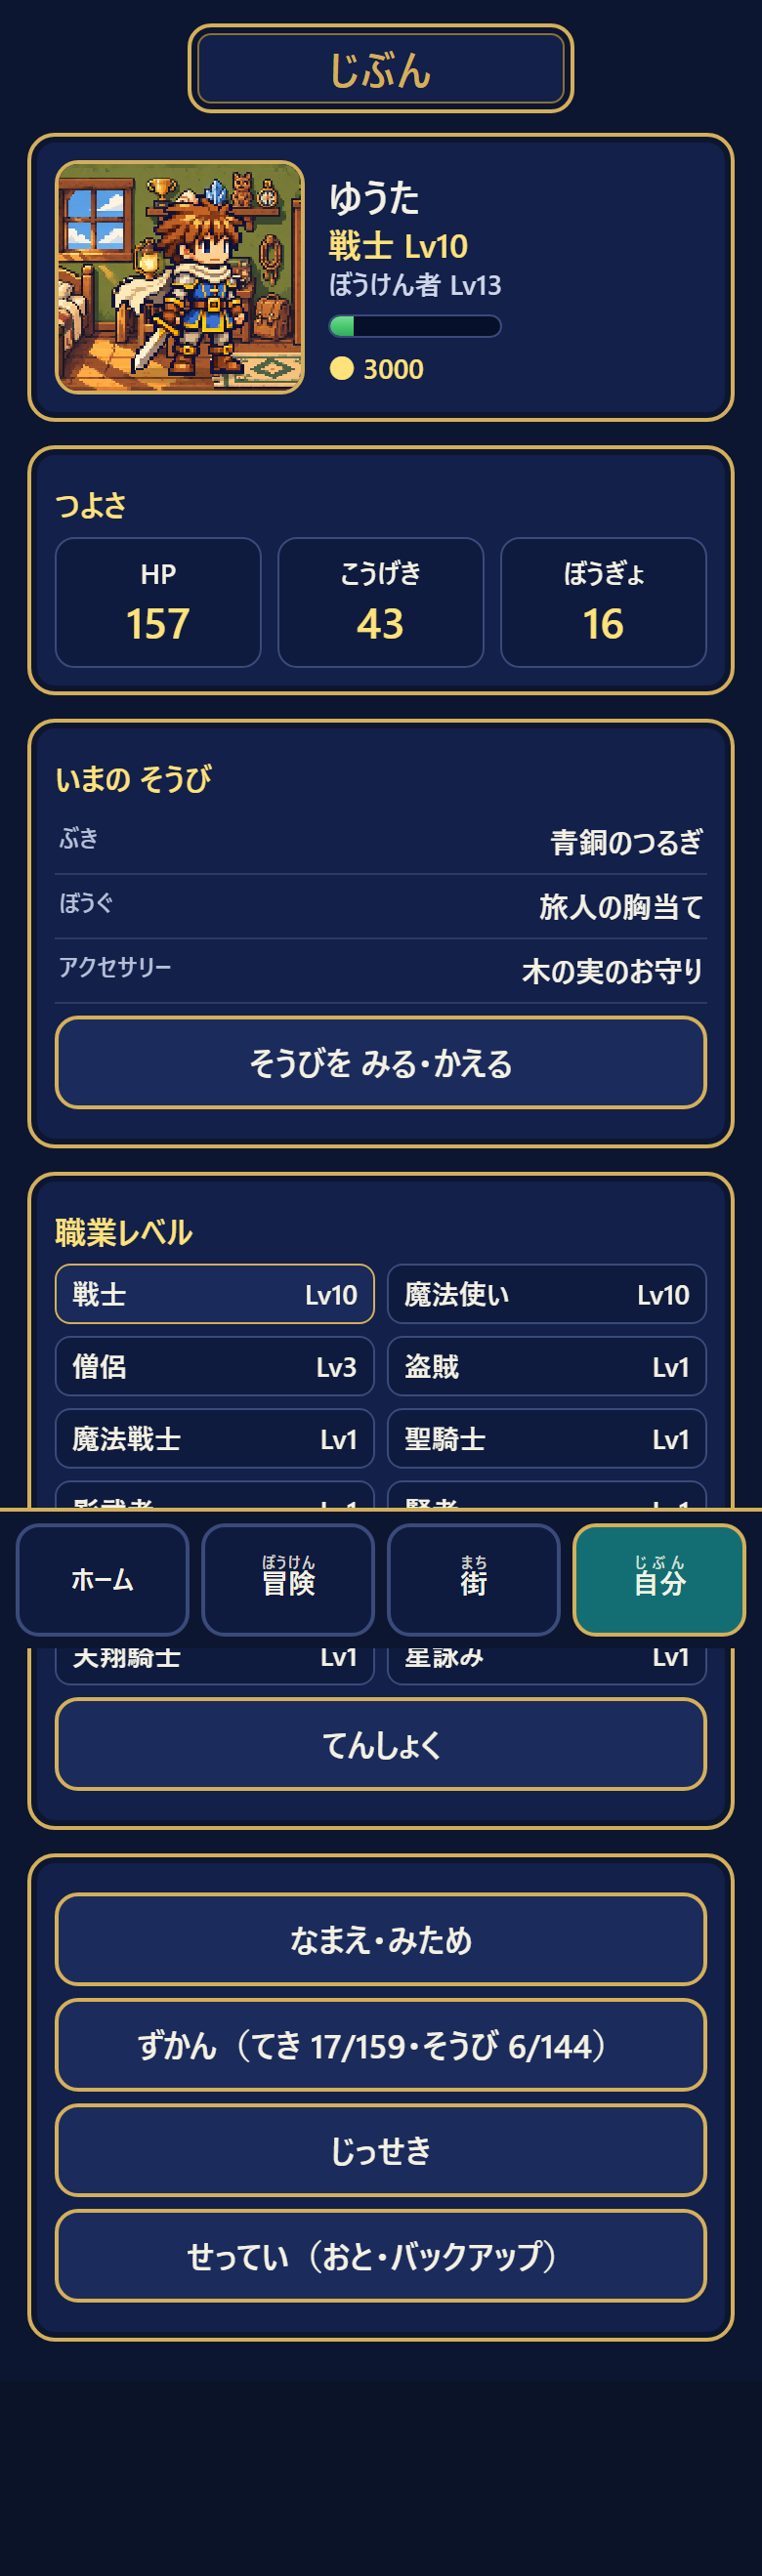 じぶん
ゆうた
戦士 Lv10
ぼうけん者 Lv13
3000
つよさ
HP
157
こうげき
43
ぼうぎょ
16
いまの そうび
ぶき 青銅のつるぎ
ぼうぐ 旅人の胸当て
アクセサリー 木の実のお守り
そうびを みる・かえる
職業レベル
戦士 Lv10
魔法使い Lv10
僧侶 Lv3
盗賊 Lv1
魔法戦士 Lv1
聖騎士 Lv1
ホーム
ぼうけん
冒険
まち
街
じぶん
自分
天翔騎士 Lv1
星詠み Lv1
てんしょく
なまえ・みため
ずかん（てき 17/159・そうび 6/144）
じっせき
せってい（おと・バックアップ）